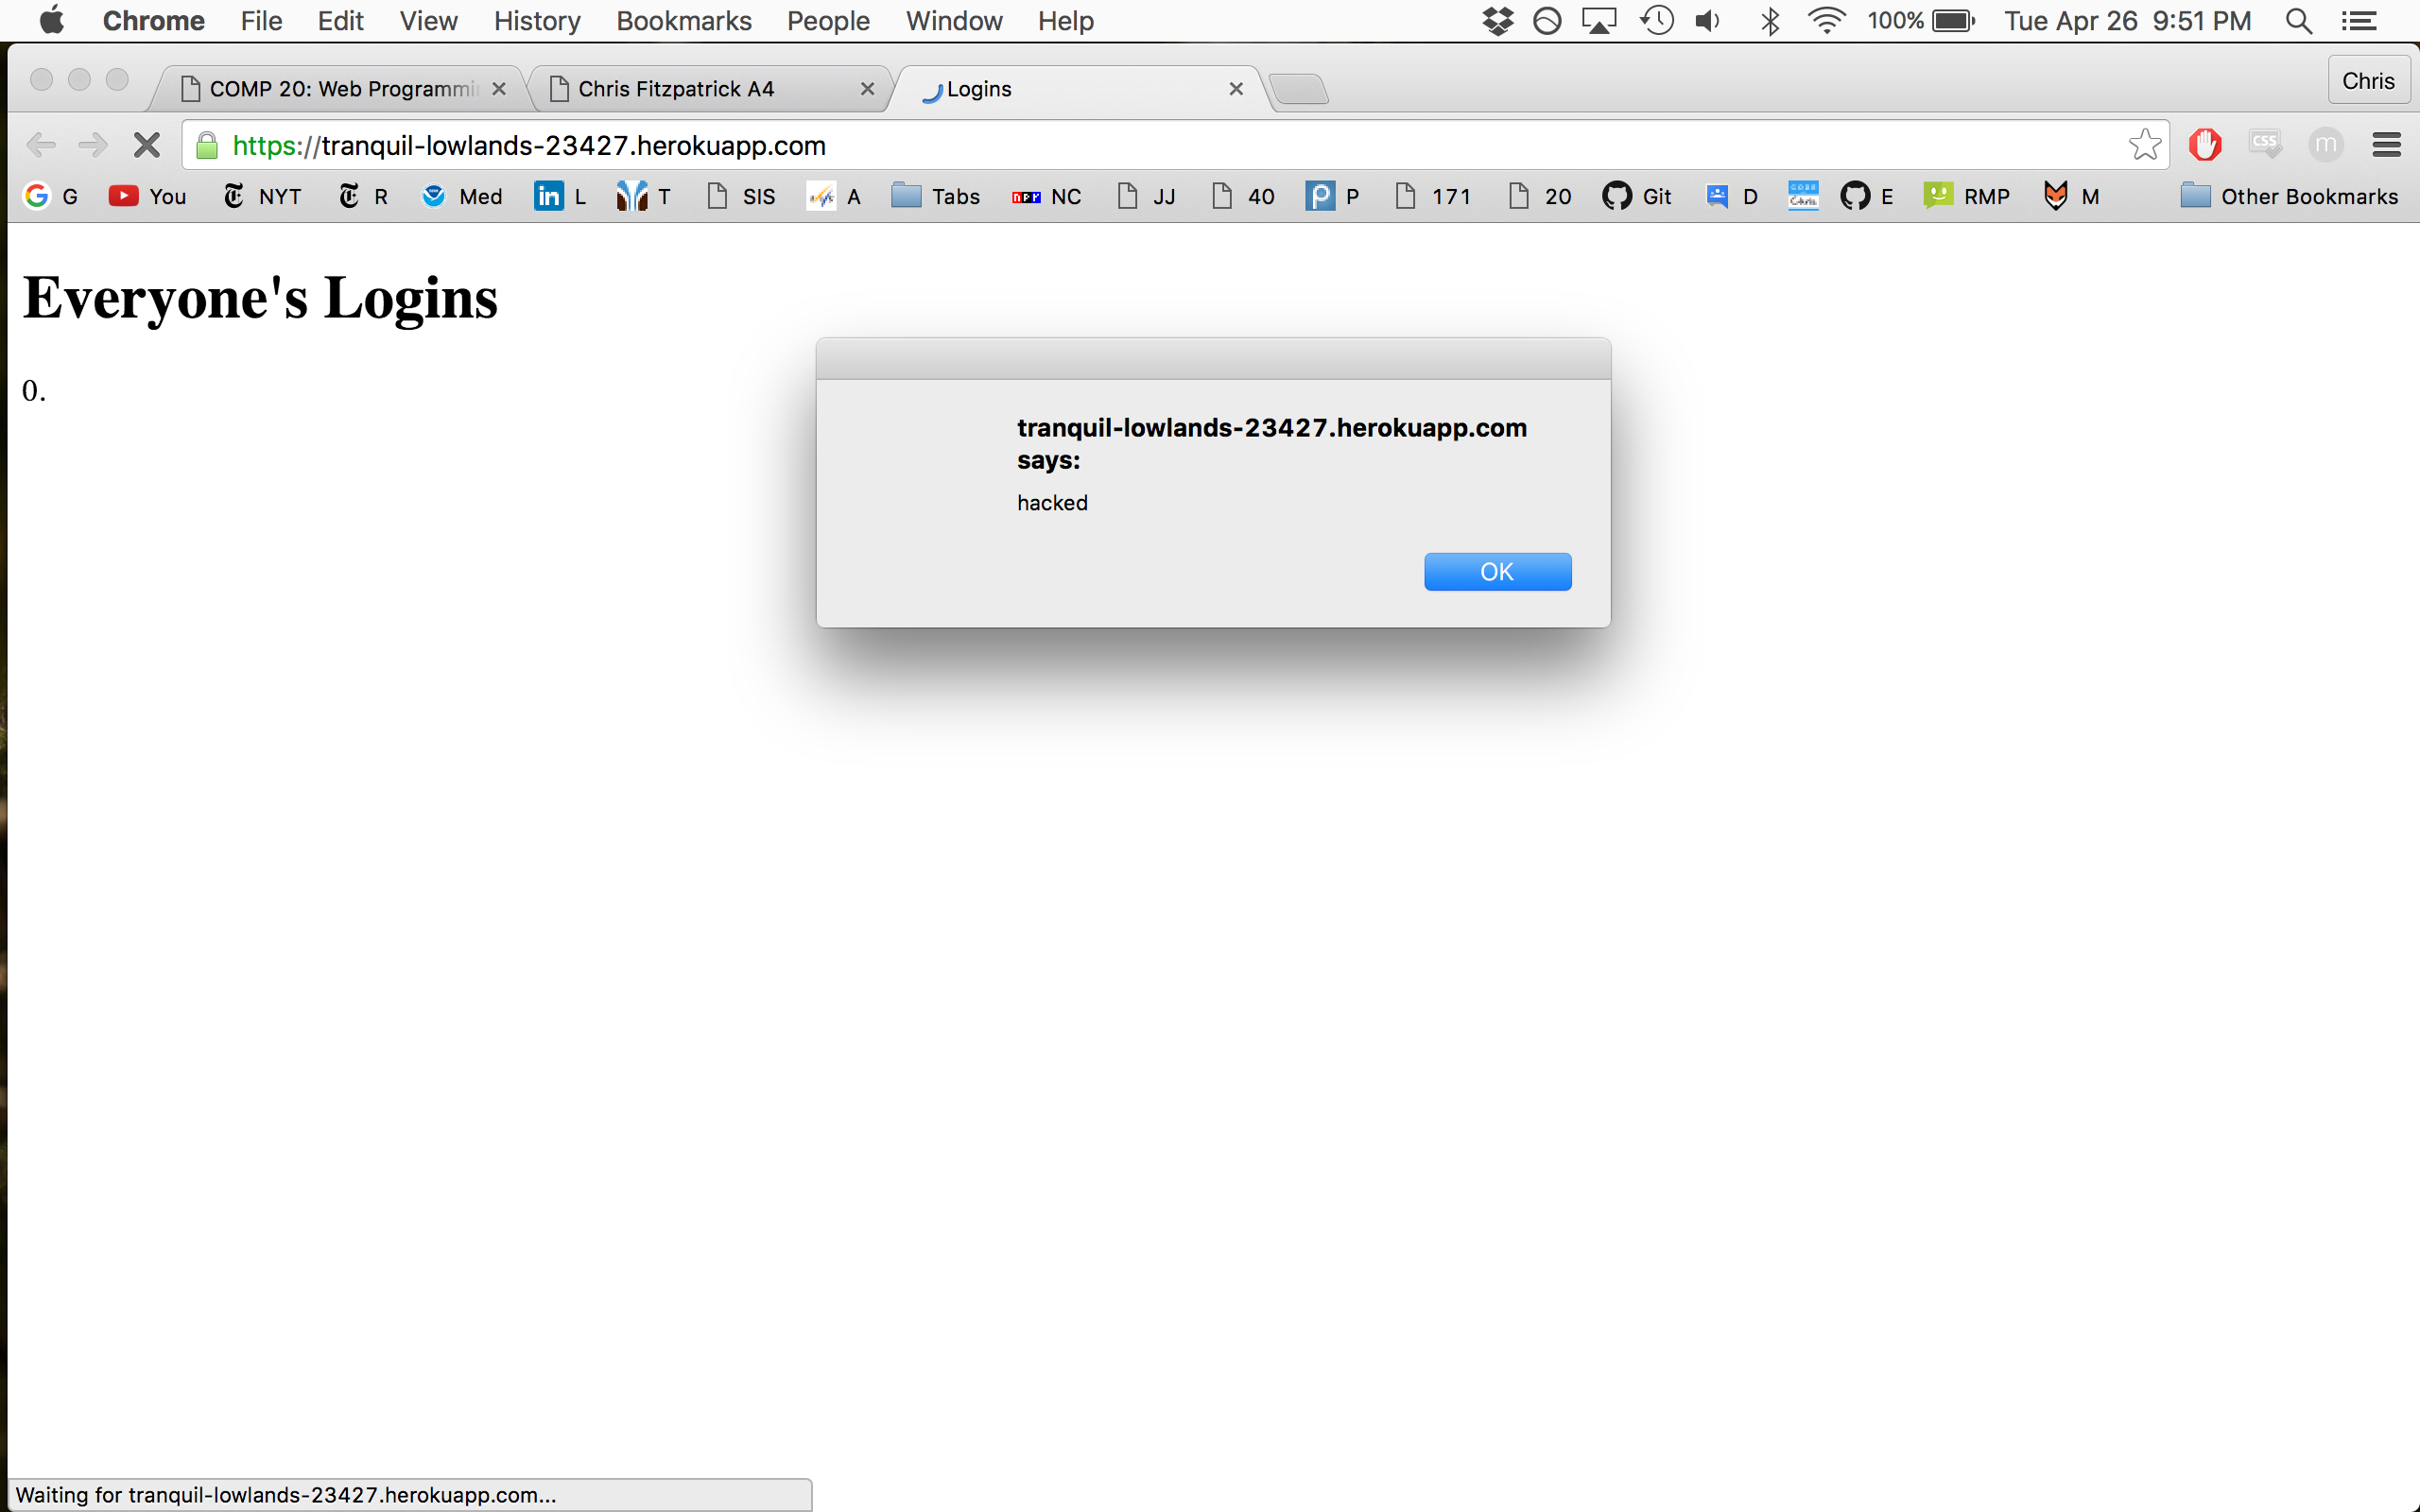 Chrome File Edit View History Bookmarks People Window Help 100% Tue Apr 26 9:51 PM
COMP 20: Web Programmi Chris Fitzpatrick A4 Logins Chris
https://tranquil-lowlands-23427.herokuapp.com CSS m
G You NYT R Med in L T SIS A Tabs npr NC JJ 40 P 171 20 Git D E RMP M Other Bookmarks
Everyone's Logins
0.
tranquil-lowlands-23427.herokuapp.com
says:
hacked
OK
Waiting for tranquil-lowlands-23427.herokuapp.com...